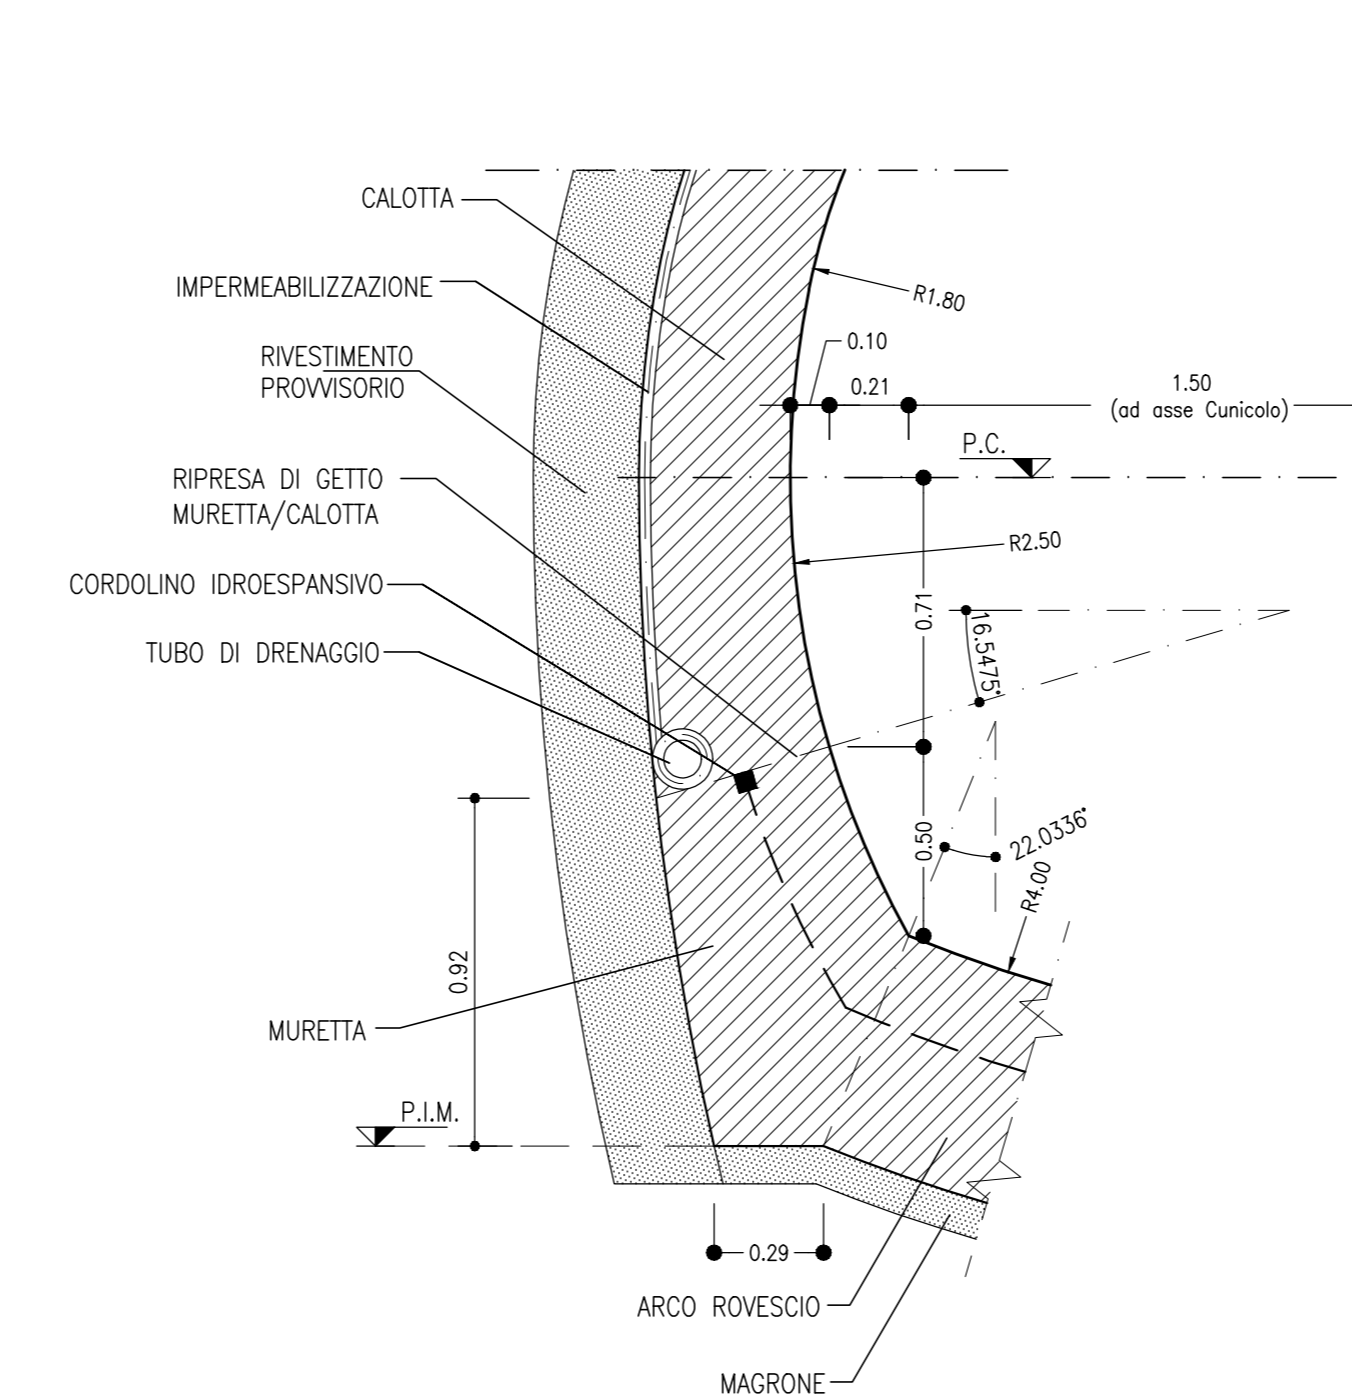 CALOTTA
IMPERMEABILIZZAZIONE
R1.80
0.10
RIVESTIMENTO
PROVVISORIO
0.21
1.50
(ad asse Cunicolo)
P.C.
RIPRESA DI GETTO
MURETTA/CALOTTA
R2.50
CORDOLINO IDROESPANSIVO
0.71
16.5475°
TUBO DI DRENAGGIO
0.50
22.0336°
R4.00
0.92
MURETTA
P.I.M.
0.29
ARCO ROVESCIO
MAGRONE